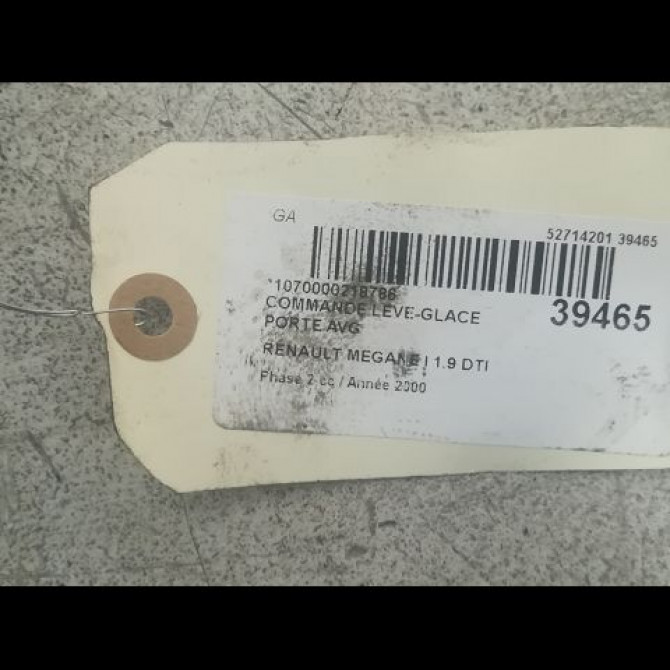 GA
52714201 39465
*1070000218786
39465
COMMANDE LEVE-GLACE
PORTE AVG
RENAULT MEGANE I 1.9 DTI
Phase 2 cc / Année 2000